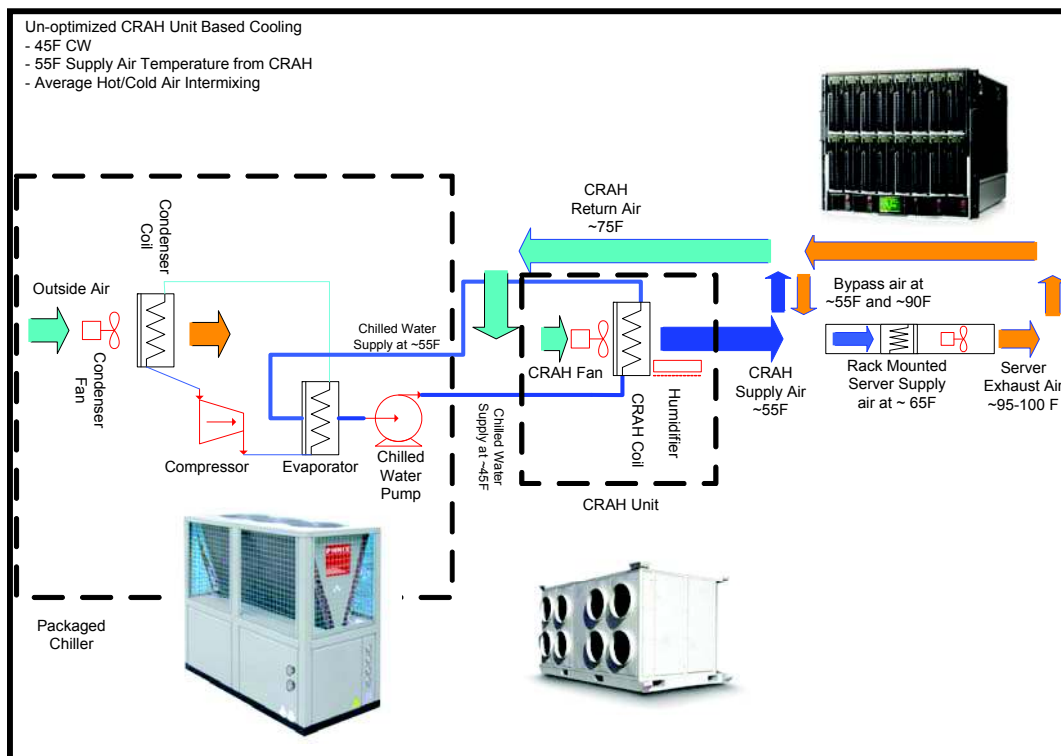 Un-optimized CRAH Unit Based Cooling
- 45F CW
- 55F Supply Air Temperature from CRAH
- Average Hot/Cold Air Intermixing
Condenser
Coil
Outside Air
Condenser
Fan
Compressor
Evaporator
Chilled
Water
Pump
Chilled Water
Supply at ~55F
Chilled Water
Supply at ~45F
CRAH
Return Air
~75F
CRAH Fan
CRAH Coil
Humidifier
CRAH Unit
CRAH
Supply Air
~55F
Bypass air at
~55F and ~90F
Rack Mounted
Server Supply
air at ~ 65F
Server
Exhaust Air
~95-100 F
Packaged
Chiller